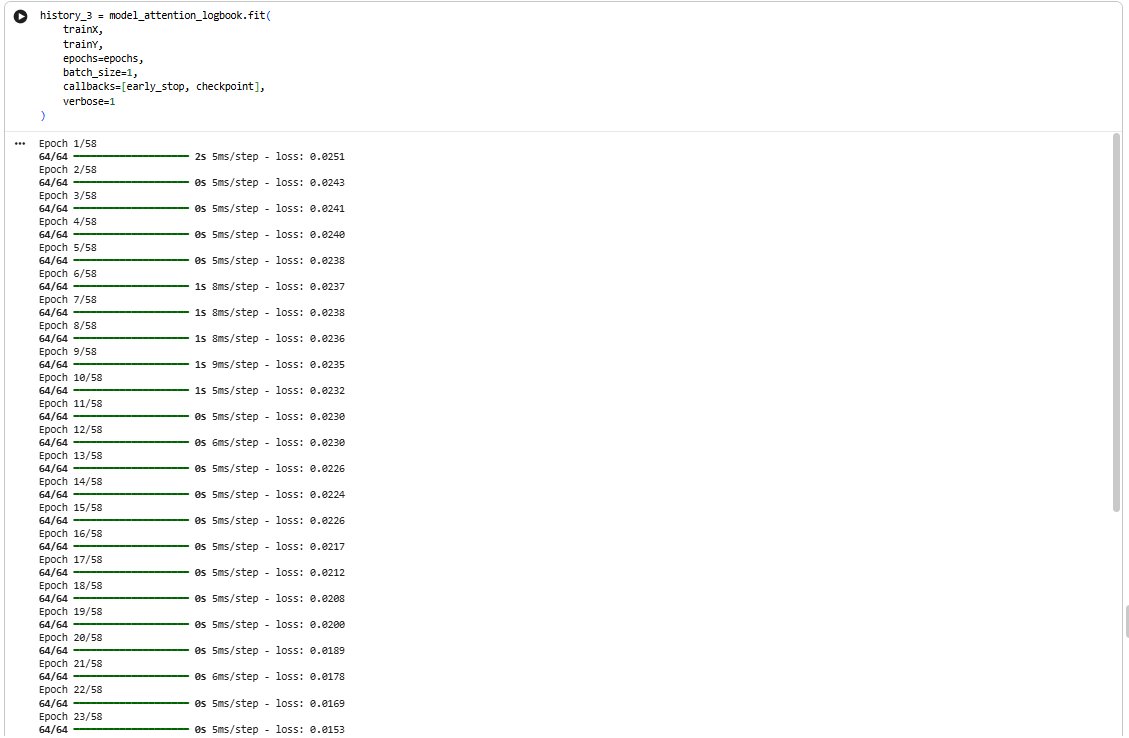 history_3 = model_attention_logbook.fit(
    trainX,
    trainY,
    epochs=epochs,
    batch_size=1,
    callbacks=[early_stop, checkpoint],
    verbose=1
)
Epoch 1/58
64/64 ━━━━━━━━━━━━━━━━━━━━ 2s 5ms/step - loss: 0.0251
Epoch 2/58
64/64 ━━━━━━━━━━━━━━━━━━━━ 0s 5ms/step - loss: 0.0243
Epoch 3/58
64/64 ━━━━━━━━━━━━━━━━━━━━ 0s 5ms/step - loss: 0.0241
Epoch 4/58
64/64 ━━━━━━━━━━━━━━━━━━━━ 0s 5ms/step - loss: 0.0240
Epoch 5/58
64/64 ━━━━━━━━━━━━━━━━━━━━ 0s 5ms/step - loss: 0.0238
Epoch 6/58
64/64 ━━━━━━━━━━━━━━━━━━━━ 1s 8ms/step - loss: 0.0237
Epoch 7/58
64/64 ━━━━━━━━━━━━━━━━━━━━ 1s 8ms/step - loss: 0.0238
Epoch 8/58
64/64 ━━━━━━━━━━━━━━━━━━━━ 1s 8ms/step - loss: 0.0236
Epoch 9/58
64/64 ━━━━━━━━━━━━━━━━━━━━ 1s 9ms/step - loss: 0.0235
Epoch 10/58
64/64 ━━━━━━━━━━━━━━━━━━━━ 1s 5ms/step - loss: 0.0232
Epoch 11/58
64/64 ━━━━━━━━━━━━━━━━━━━━ 0s 5ms/step - loss: 0.0230
Epoch 12/58
64/64 ━━━━━━━━━━━━━━━━━━━━ 0s 6ms/step - loss: 0.0230
Epoch 13/58
64/64 ━━━━━━━━━━━━━━━━━━━━ 0s 5ms/step - loss: 0.0226
Epoch 14/58
64/64 ━━━━━━━━━━━━━━━━━━━━ 0s 5ms/step - loss: 0.0224
Epoch 15/58
64/64 ━━━━━━━━━━━━━━━━━━━━ 0s 5ms/step - loss: 0.0226
Epoch 16/58
64/64 ━━━━━━━━━━━━━━━━━━━━ 0s 5ms/step - loss: 0.0217
Epoch 17/58
64/64 ━━━━━━━━━━━━━━━━━━━━ 0s 5ms/step - loss: 0.0212
Epoch 18/58
64/64 ━━━━━━━━━━━━━━━━━━━━ 0s 5ms/step - loss: 0.0208
Epoch 19/58
64/64 ━━━━━━━━━━━━━━━━━━━━ 0s 5ms/step - loss: 0.0200
Epoch 20/58
64/64 ━━━━━━━━━━━━━━━━━━━━ 0s 5ms/step - loss: 0.0189
Epoch 21/58
64/64 ━━━━━━━━━━━━━━━━━━━━ 0s 6ms/step - loss: 0.0178
Epoch 22/58
64/64 ━━━━━━━━━━━━━━━━━━━━ 0s 5ms/step - loss: 0.0169
Epoch 23/58
64/64 ━━━━━━━━━━━━━━━━━━━━ 0s 5ms/step - loss: 0.0153